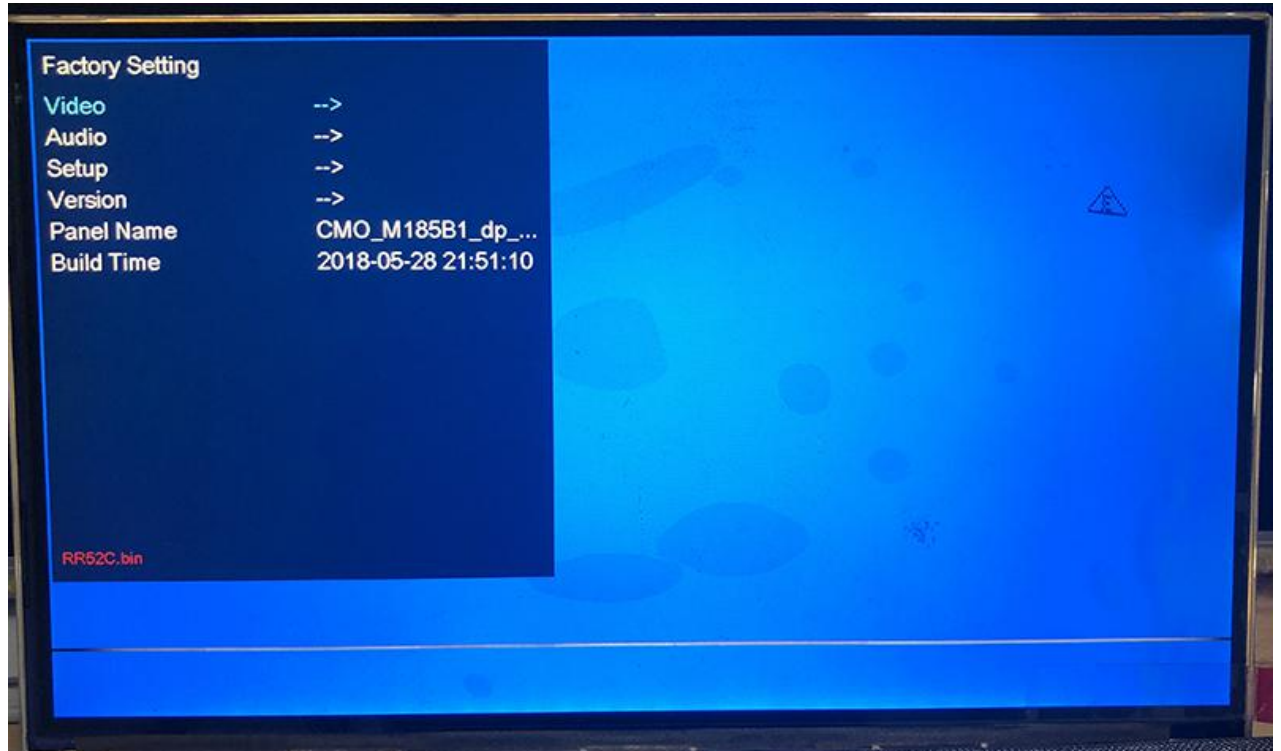 Factory Setting
Video -->
Audio -->
Setup -->
Version -->
Panel Name CMO_M185B1_dp_...
Build Time 2018-05-28 21:51:10
F
RR52C.bin